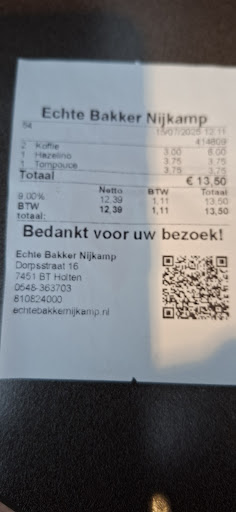 Echte Bakker Nijkamp
84 15/07/2025 12:11
414809
2 Koffie 3,00 6,00
1 Hazelino 3,75 3,75
1 Tompouce 3,75 3,75
Totaal € 13,50
Netto BTW Totaal
9.00% 12,39 1,11 13,50
BTW totaal: 12,39 1,11 13,50
Bedankt voor uw bezoek!
Echte Bakker Nijkamp
Dorpsstraat 16
7451 BT Holten
0548-363703
810824000
echtebakkernijkamp.nl